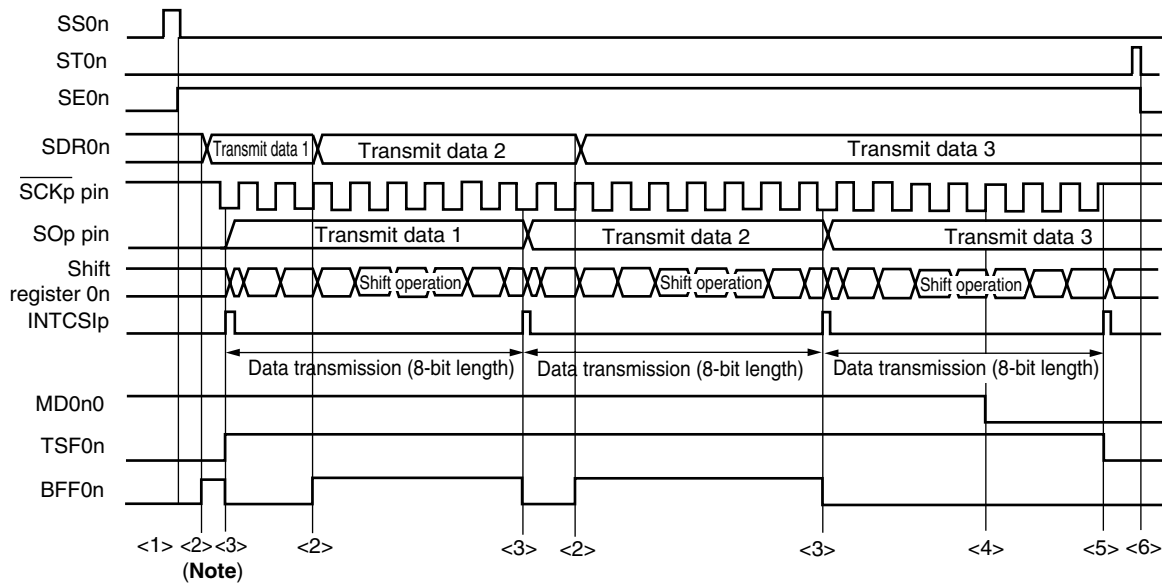 SS0n
ST0n
SE0n
SDR0n Transmit data 1 Transmit data 2 Transmit data 3
SCKp pin
SOp pin Transmit data 1 Transmit data 2 Transmit data 3
Shift
register 0n Shift operation Shift operation Shift operation
INTCSIp
Data transmission (8-bit length) Data transmission (8-bit length) Data transmission (8-bit length)
MD0n0
TSF0n
BFF0n
<1> <2> <3> <2> <3> <2> <3> <4> <5> <6>
(Note)